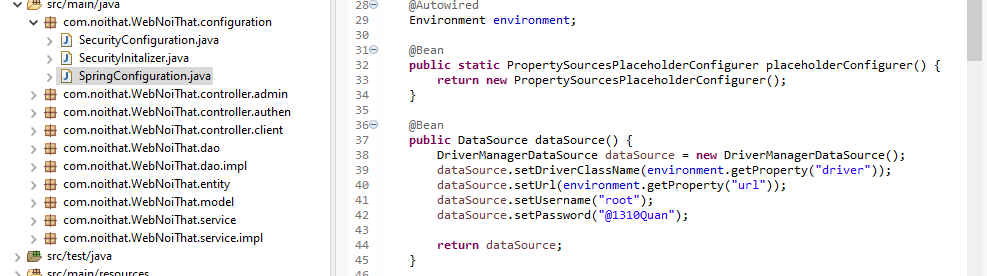 src/main/java
com.noithat.WebNoiThat.configuration
SecurityConfiguration.java
SecurityInitalizer.java
SpringConfiguration.java
com.noithat.WebNoiThat.controller.admin
com.noithat.WebNoiThat.controller.authen
com.noithat.WebNoiThat.controller.client
com.noithat.WebNoiThat.dao
com.noithat.WebNoiThat.dao.impl
com.noithat.WebNoiThat.entity
com.noithat.WebNoiThat.model
com.noithat.WebNoiThat.service
com.noithat.WebNoiThat.service.impl
src/test/java
src/main/resources
28 @Autowired
29 Environment environment;
30
31 @Bean
32 public static PropertySourcesPlaceholderConfigurer placeholderConfigurer() {
33 return new PropertySourcesPlaceholderConfigurer();
34 }
35
36 @Bean
37 public DataSource dataSource() {
38 DriverManagerDataSource dataSource = new DriverManagerDataSource();
39 dataSource.setDriverClassName(environment.getProperty("driver"));
40 dataSource.setUrl(environment.getProperty("url"));
41 dataSource.setUsername("root");
42 dataSource.setPassword("@1310Quan");
43
44 return dataSource;
45 }
46